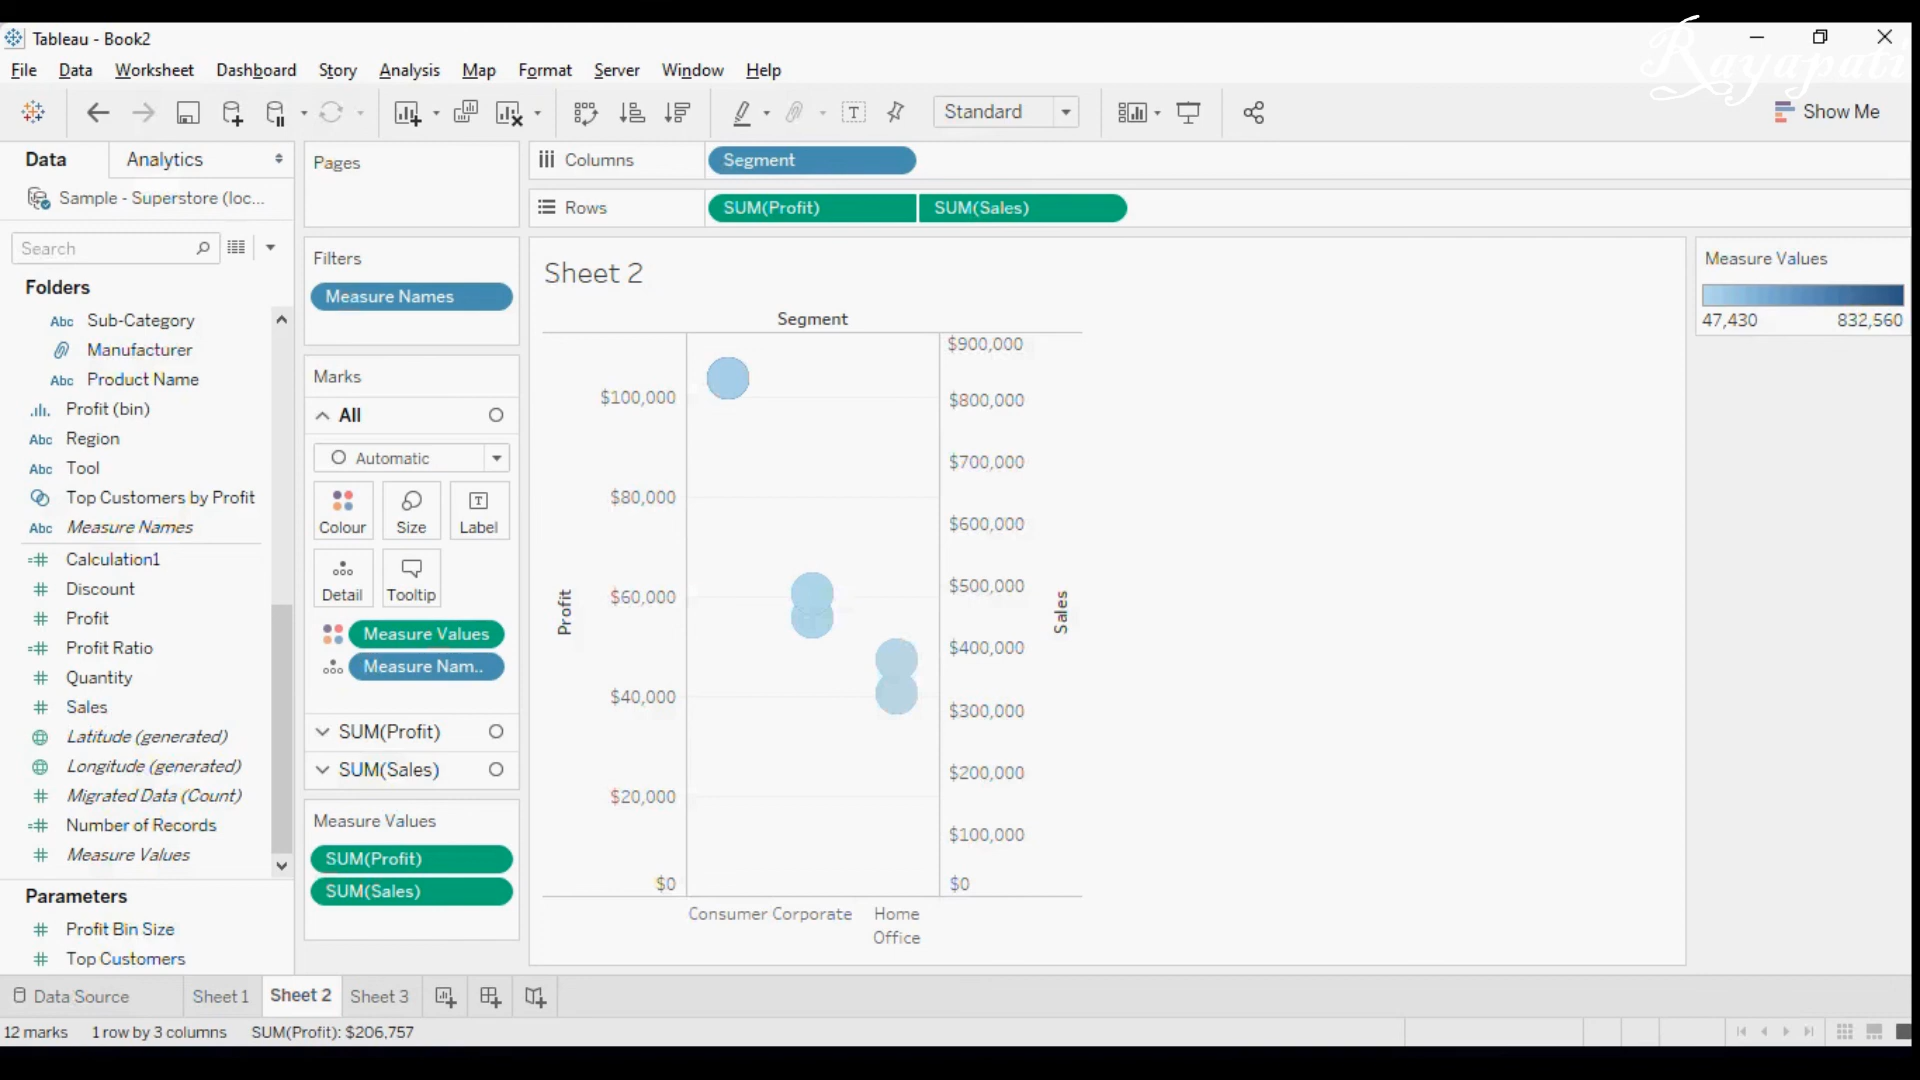 Tableau - Book2
Rayapati
File Data Worksheet Dashboard Story Analysis Map Format Server Window Help
Standard
Show Me
Data
Analytics
Sample - Superstore (loc...
Search
Folders
Abc Sub-Category
Manufacturer
Abc Product Name
Profit (bin)
Abc Region
Abc Tool
Top Customers by Profit
Abc Measure Names
=# Calculation1
# Discount
# Profit
=# Profit Ratio
# Quantity
# Sales
Latitude (generated)
Longitude (generated)
# Migrated Data (Count)
=# Number of Records
# Measure Values
Parameters
# Profit Bin Size
# Top Customers
Pages
Filters
Measure Names
Marks
All
Automatic
Colour Size Label
Detail Tooltip
Measure Values
Measure Nam..
SUM(Profit)
SUM(Sales)
Measure Values
SUM(Profit)
SUM(Sales)
Columns Segment
Rows SUM(Profit) SUM(Sales)
Sheet 2
Segment
Profit
$100,000
$80,000
$60,000
$40,000
$20,000
$0
$900,000
$800,000
$700,000
$600,000
$500,000
$400,000
$300,000
$200,000
$100,000
$0
Sales
Consumer Corporate Home
Office
Measure Values
47,430 832,560
Data Source Sheet 1 Sheet 2 Sheet 3
12 marks 1 row by 3 columns SUM(Profit): $206,757